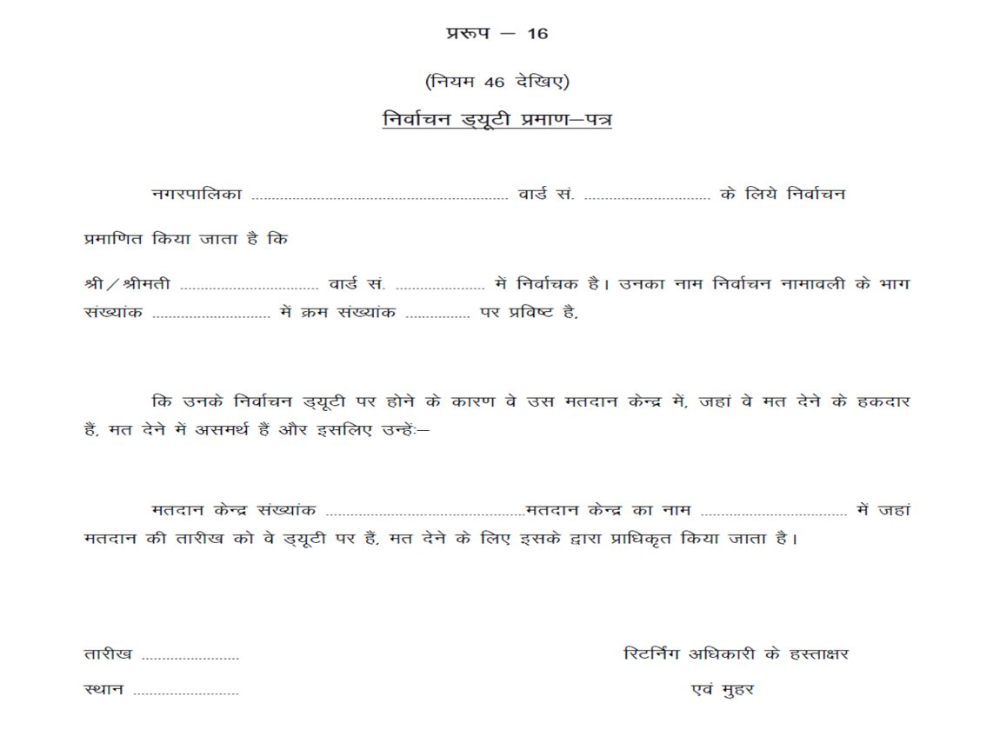 प्ररूप – 16
(नियम 46 देखिए)
निर्वाचन ड्यूटी प्रमाण–पत्र
नगरपालिका ............................................................... वार्ड सं. ............................... के लिये निर्वाचन
प्रमाणित किया जाता है कि
श्री/श्रीमती .................................. वार्ड सं. ...................... में निर्वाचक है। उनका नाम निर्वाचन नामावली के भाग
संख्यांक ............................. में क्रम संख्यांक ................ पर प्रविष्ट है,
कि उनके निर्वाचन ड्यूटी पर होने के कारण वे उस मतदान केन्द्र में, जहां वे मत देने के हकदार
हैं, मत देने में असमर्थ हैं और इसलिए उन्हें:–
मतदान केन्द्र संख्यांक .................................................मतदान केन्द्र का नाम .................................... में जहां
मतदान की तारीख को वे ड्यूटी पर हैं, मत देने के लिए इसके द्वारा प्राधिकृत किया जाता है।
तारीख ........................ रिटर्निंग अधिकारी के हस्ताक्षर
स्थान .......................... एवं मुहर